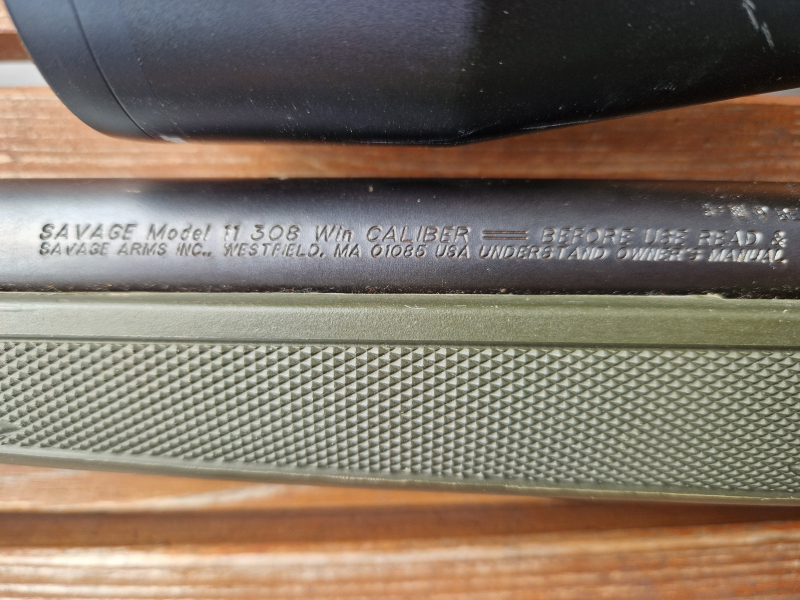 SAVAGE Model 11 308 Win CALIBER == BEFORE USE READ &
SAVAGE ARMS INC., WESTFIELD, MA 01085 USA UNDERSTAND OWNER'S MANUAL.